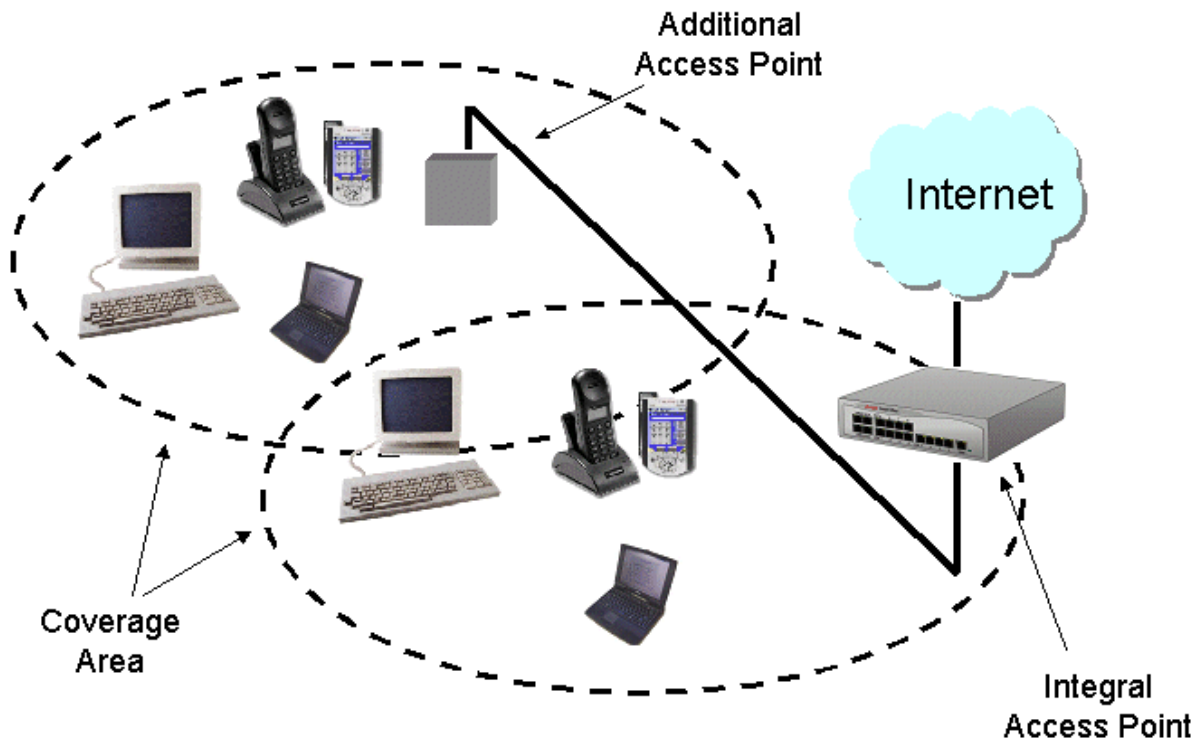 Additional
Access Point
Internet
Coverage
Area
Integral
Access Point